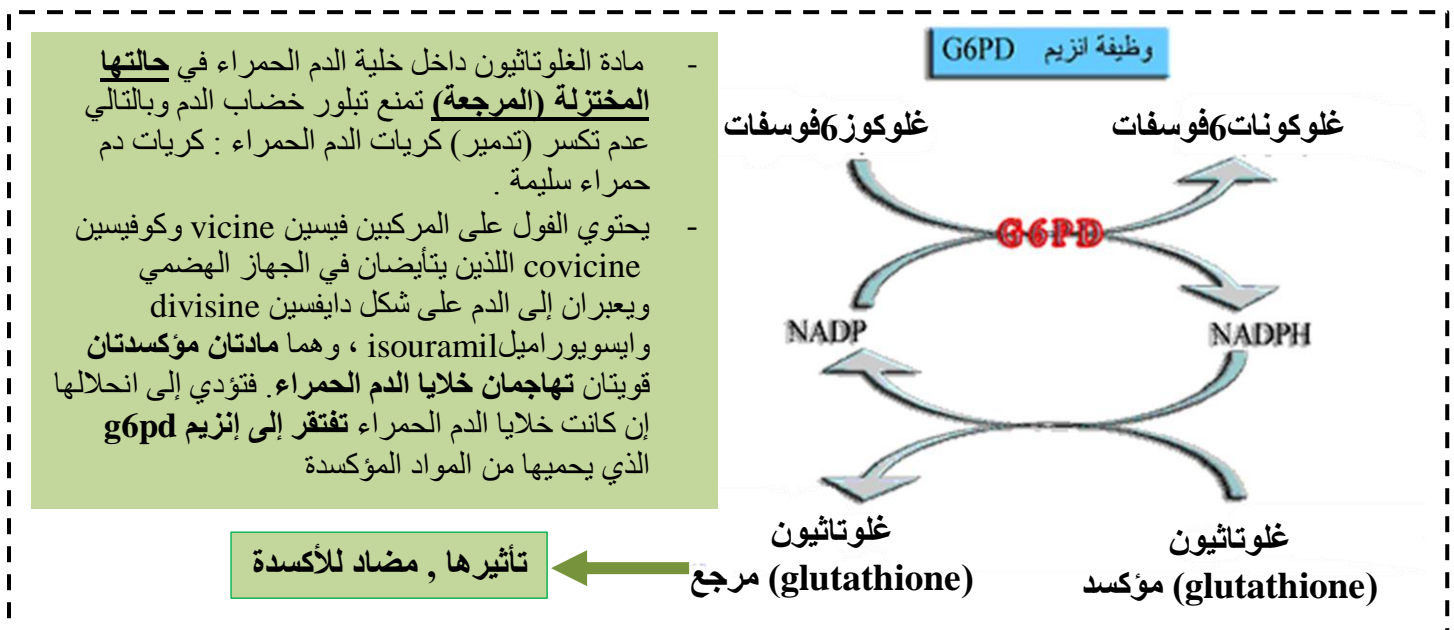 وظيفة انزيم G6PD
- مادة الغلوتاثيون داخل خلية الدم الحمراء في حالتها
المختزلة (المرجعة) تمنع تبلور خضاب الدم وبالتالي
عدم تكسر (تدمير) كريات الدم الحمراء : كريات دم
حمراء سليمة .
- يحتوي الفول على المركبين فيسين vicine وكوفيسين
covicine اللذين يتأيضان في الجهاز الهضمي
ويعبران إلى الدم على شكل دايفسين divisine
وايسويوراميل isouramil ، وهما مادتان مؤكسدتان
قويتان تهاجمان خلايا الدم الحمراء. فتؤدي إلى انحلالها
إن كانت خلايا الدم الحمراء تفتقر إلى إنزيم g6pd
الذي يحميها من المواد المؤكسدة
غلوكونات6فوسفات
غلوكوز6فوسفات
G6PD
NADP
NADPH
غلوتاثيون
(glutathione) مؤكسد
غلوتاثيون
(glutathione) مرجع
تأثيرها , مضاد للأكسدة